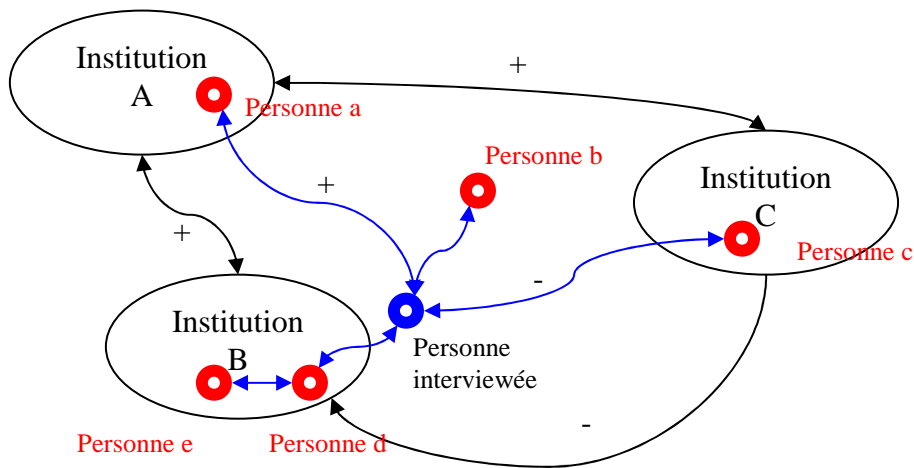 Institution
A
Personne a
+
+
Personne b
Institution
C
Personne c
+
-
Institution
B
Personne
interviewée
Personne e
Personne d
-